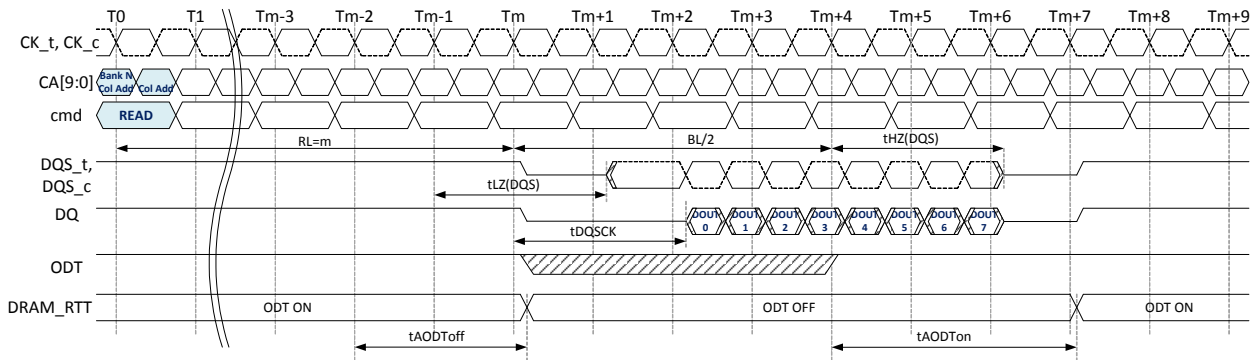 T0 T1 Tm-3 Tm-2 Tm-1 Tm Tm+1 Tm+2 Tm+3 Tm+4 Tm+5 Tm+6 Tm+7 Tm+8 Tm+9
CK_t, CK_c
CA[9:0]
Bank N
Col Add
Col Add
cmd
READ
RL=m
BL/2
tHZ(DQS)
DQS_t,
DQS_c
tLZ(DQS)
DQ
DOUT
0
DOUT
1
DOUT
2
DOUT
3
DOUT
4
DOUT
5
DOUT
6
DOUT
7
tDQSCK
ODT
DRAM_RTT
ODT ON
ODT OFF
ODT ON
tAODToff
tAODTon